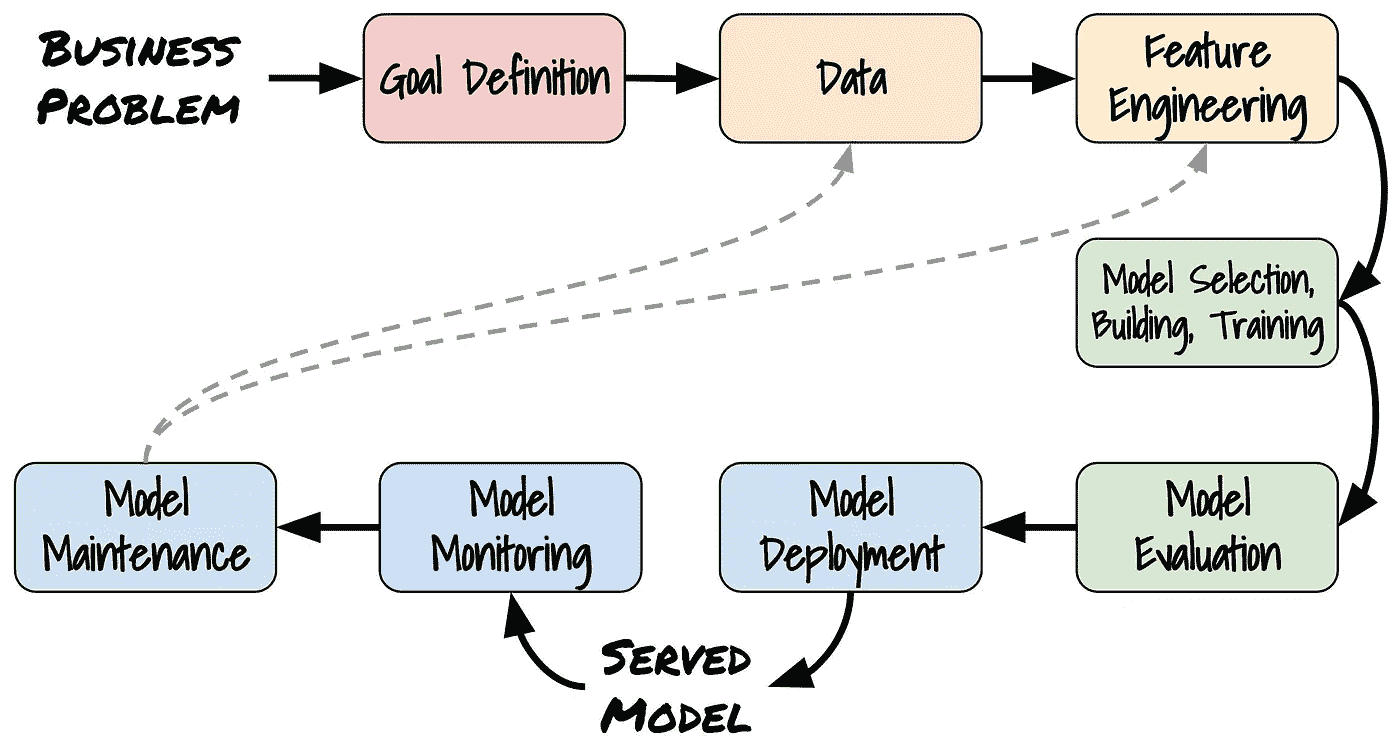 BUSINESS
PROBLEM
Goal Definition
Data
Feature
Engineering
Model Selection,
Building, Training
Model
Evaluation
Model
Deployment
SERVED
MODEL
Model
Monitoring
Model
Maintenance